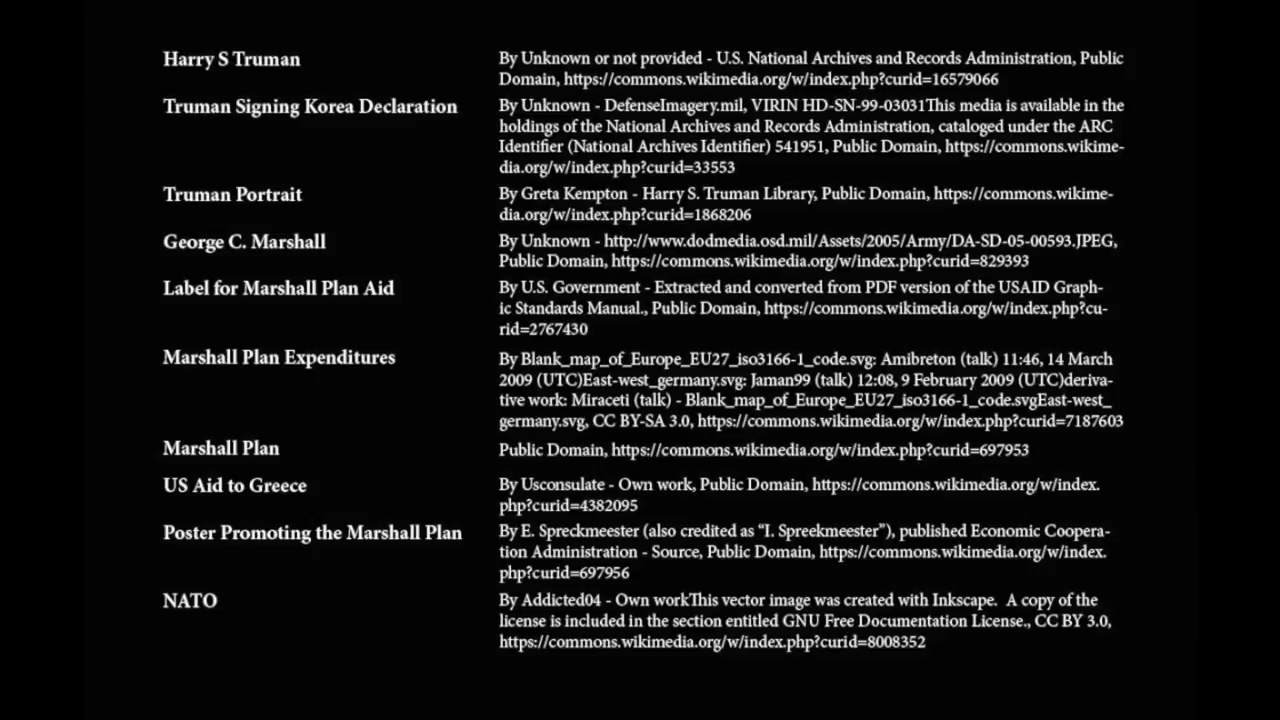 Harry S Truman
By Unknown or not provided - U.S. National Archives and Records Administration, Public
Domain, https://commons.wikimedia.org/w/index.php?curid=16579066
Truman Signing Korea Declaration
By Unknown - DefenseImagery.mil, VIRIN HD-SN-99-03031This media is available in the
holdings of the National Archives and Records Administration, cataloged under the ARC
Identifier (National Archives Identifier) 541951, Public Domain, https://commons.wikime-
dia.org/w/index.php?curid=33553
Truman Portrait
By Greta Kempton - Harry S. Truman Library, Public Domain, https://commons.wikime-
dia.org/w/index.php?curid=1868206
George C. Marshall
By Unknown - http://www.dodmedia.osd.mil/Assets/2005/Army/DA-SD-05-00593.JPEG,
Public Domain, https://commons.wikimedia.org/w/index.php?curid=829393
Label for Marshall Plan Aid
By U.S. Government - Extracted and converted from PDF version of the USAID Graph-
ic Standards Manual., Public Domain, https://commons.wikimedia.org/w/index.php?cu-
rid=2767430
Marshall Plan Expenditures
By Blank_map_of_Europe_EU27_iso3166-1_code.svg: Amibreton (talk) 11:46, 14 March
2009 (UTC)East-west_germany.svg: Jaman99 (talk) 12:08, 9 February 2009 (UTC)deriva-
tive work: Miraceti (talk) - Blank_map_of_Europe_EU27_iso3166-1_code.svgEast-west_
germany.svg, CC BY-SA 3.0, https://commons.wikimedia.org/w/index.php?curid=7187603
Marshall Plan
Public Domain, https://commons.wikimedia.org/w/index.php?curid=697953
US Aid to Greece
By Usconsulate - Own work, Public Domain, https://commons.wikimedia.org/w/index.
php?curid=4382095
Poster Promoting the Marshall Plan
By E. Spreckmeester (also credited as “I. Spreekmeester”), published Economic Coopera-
tion Administration - Source, Public Domain, https://commons.wikimedia.org/w/index.
php?curid=697956
NATO
By Addicted04 - Own workThis vector image was created with Inkscape.  A copy of the
license is included in the section entitled GNU Free Documentation License., CC BY 3.0,
https://commons.wikimedia.org/w/index.php?curid=8008352